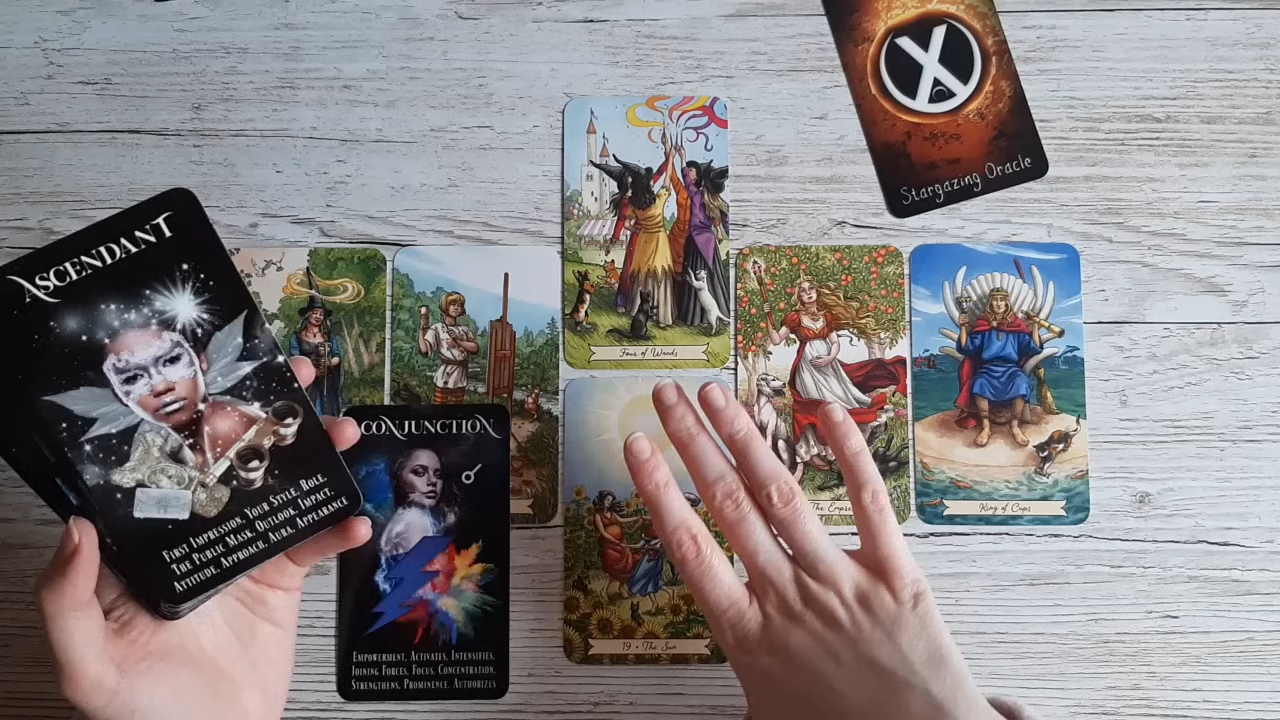 Stargazing Oracle
ASCENDANT
FIRST IMPRESSION, YOUR STYLE, ROLE,
THE PUBLIC MASK, OUTLOOK, IMPACT,
ATTITUDE, APPROACH, AURA, APPEARANCE
Four of Wands
CONJUNCTION
EMPOWERMENT, ACTIVATES, INTENSIFIES,
JOINING FORCES, FOCUS, CONCENTRATION,
STRENGTHENS, PROMINENCE, AUTHORIZES
19 • The Sun
The
King of Cups